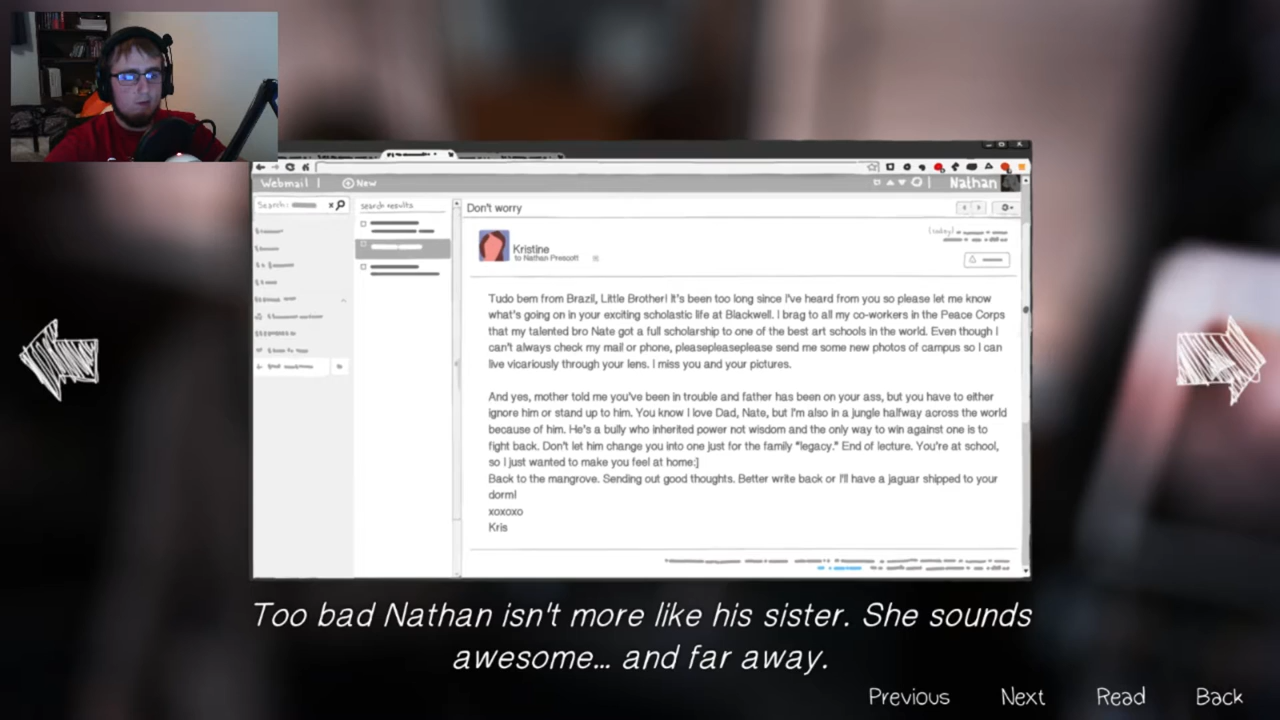 Webmail |
New
Nathan
Search:
search results
Don't worry
Kristine
to Nathan Prescott
(today)
Tudo bem from Brazil, Little Brother! It's been too long since I've heard from you so please let me know
what's going on in your exciting scholastic life at Blackwell. I brag to all my co-workers in the Peace Corps
that my talented bro Nate got a full scholarship to one of the best art schools in the world. Even though I
can't always check my mail or phone, pleasepleaseplease send me some new photos of campus so I can
live vicariously through your lens. I miss you and your pictures.
And yes, mother told me you've been in trouble and father has been on your ass, but you have to either
ignore him or stand up to him. You know I love Dad, Nate, but I'm also in a jungle halfway across the world
because of him. He's a bully who inherited power not wisdom and the only way to win against one is to
fight back. Don't let him change you into one just for the family "legacy." End of lecture. You're at school,
so I just wanted to make you feel at home:]
Back to the mangrove. Sending out good thoughts. Better write back or I'll have a jaguar shipped to your
dorm!
xoxoxo
Kris
Too bad Nathan isn't more like his sister. She sounds
awesome... and far away.
Previous Next Read Back